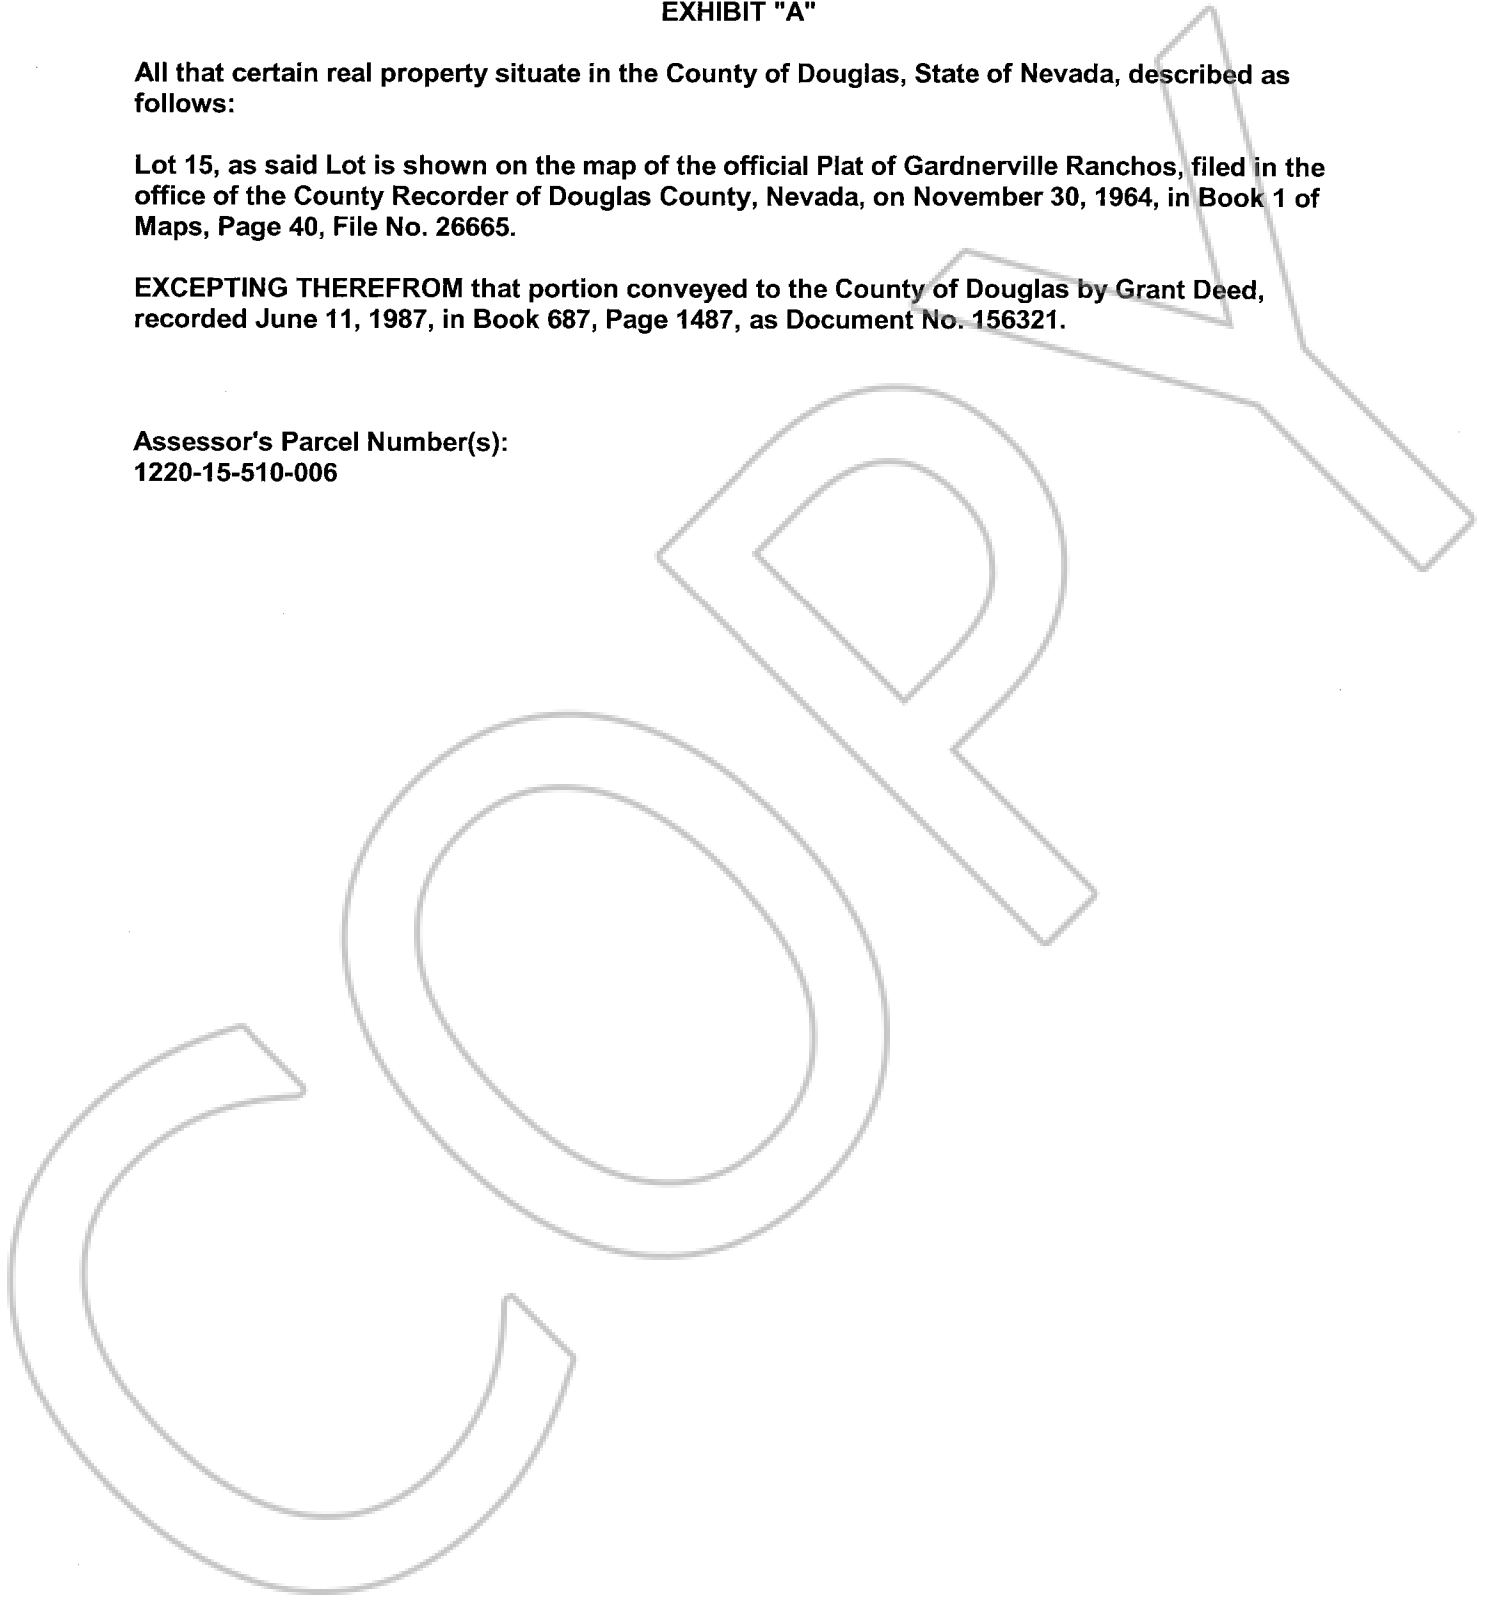 EXHIBIT "A"
All that certain real property situate in the County of Douglas, State of Nevada, described as
follows:
Lot 15, as said Lot is shown on the map of the official Plat of Gardnerville Ranchos, filed in the
office of the County Recorder of Douglas County, Nevada, on November 30, 1964, in Book 1 of
Maps, Page 40, File No. 26665.
EXCEPTING THEREFROM that portion conveyed to the County of Douglas by Grant Deed,
recorded June 11, 1987, in Book 687, Page 1487, as Document No. 156321.
Assessor's Parcel Number(s):
1220-15-510-006
COPY